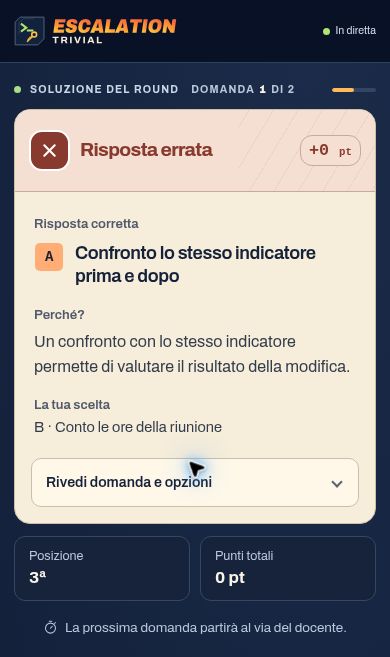 ESCALATION
TRIVIAL
In diretta
SOLUZIONE DEL ROUND DOMANDA 1 DI 2
Risposta errata
+0 pt
Risposta corretta
A Confronto lo stesso indicatore
prima e dopo
Perché?
Un confronto con lo stesso indicatore
permette di valutare il risultato della modifica.
La tua scelta
B · Conto le ore della riunione
Rivedi domanda e opzioni
Posizione
3ª
Punti totali
0 pt
La prossima domanda partirà al via del docente.